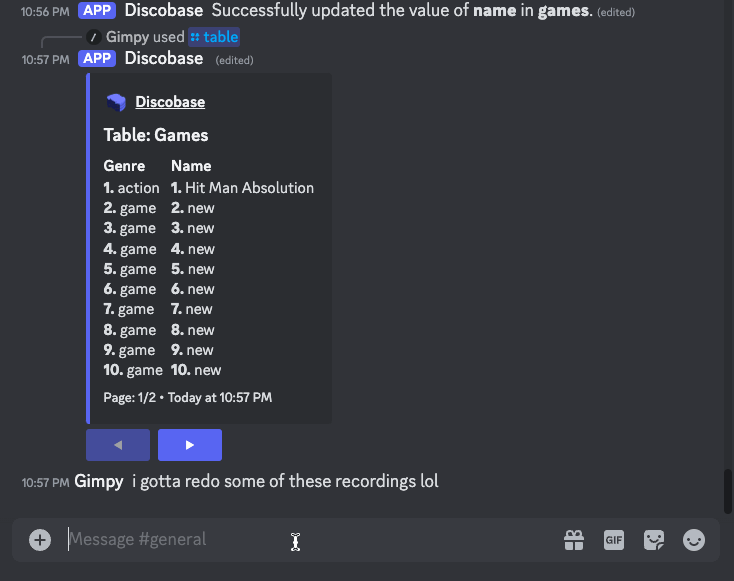 10:56 PM APP Discobase Successfully updated the value of name in games. (edited)
Gimpy used table
10:57 PM APP Discobase (edited)
Discobase
Table: Games
Genre Name
1. action 1. Hit Man Absolution
2. game 2. new
3. game 3. new
4. game 4. new
5. game 5. new
6. game 6. new
7. game 7. new
8. game 8. new
9. game 9. new
10. game 10. new
Page: 1/2 • Today at 10:57 PM
10:57 PM Gimpy i gotta redo some of these recordings lol
Message #general
GIF